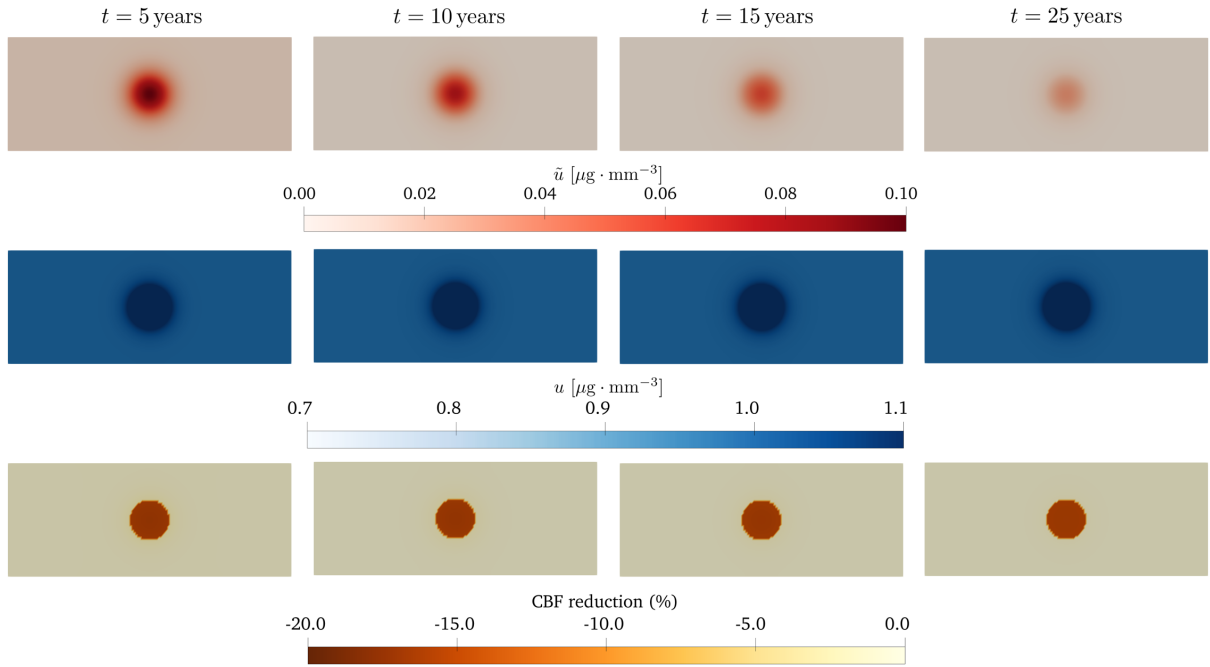 t = 5 years t = 10 years t = 15 years t = 25 years
ũ [μg · mm⁻³]
0.00 0.02 0.04 0.06 0.08 0.10
u [μg · mm⁻³]
0.7 0.8 0.9 1.0 1.1
CBF reduction (%)
-20.0 -15.0 -10.0 -5.0 0.0